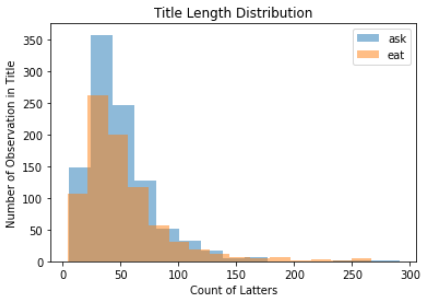 Title Length Distribution
ask
eat
Number of Observation in Title
350
300
250
200
150
100
50
0
0 50 100 150 200 250 300
Count of Latters